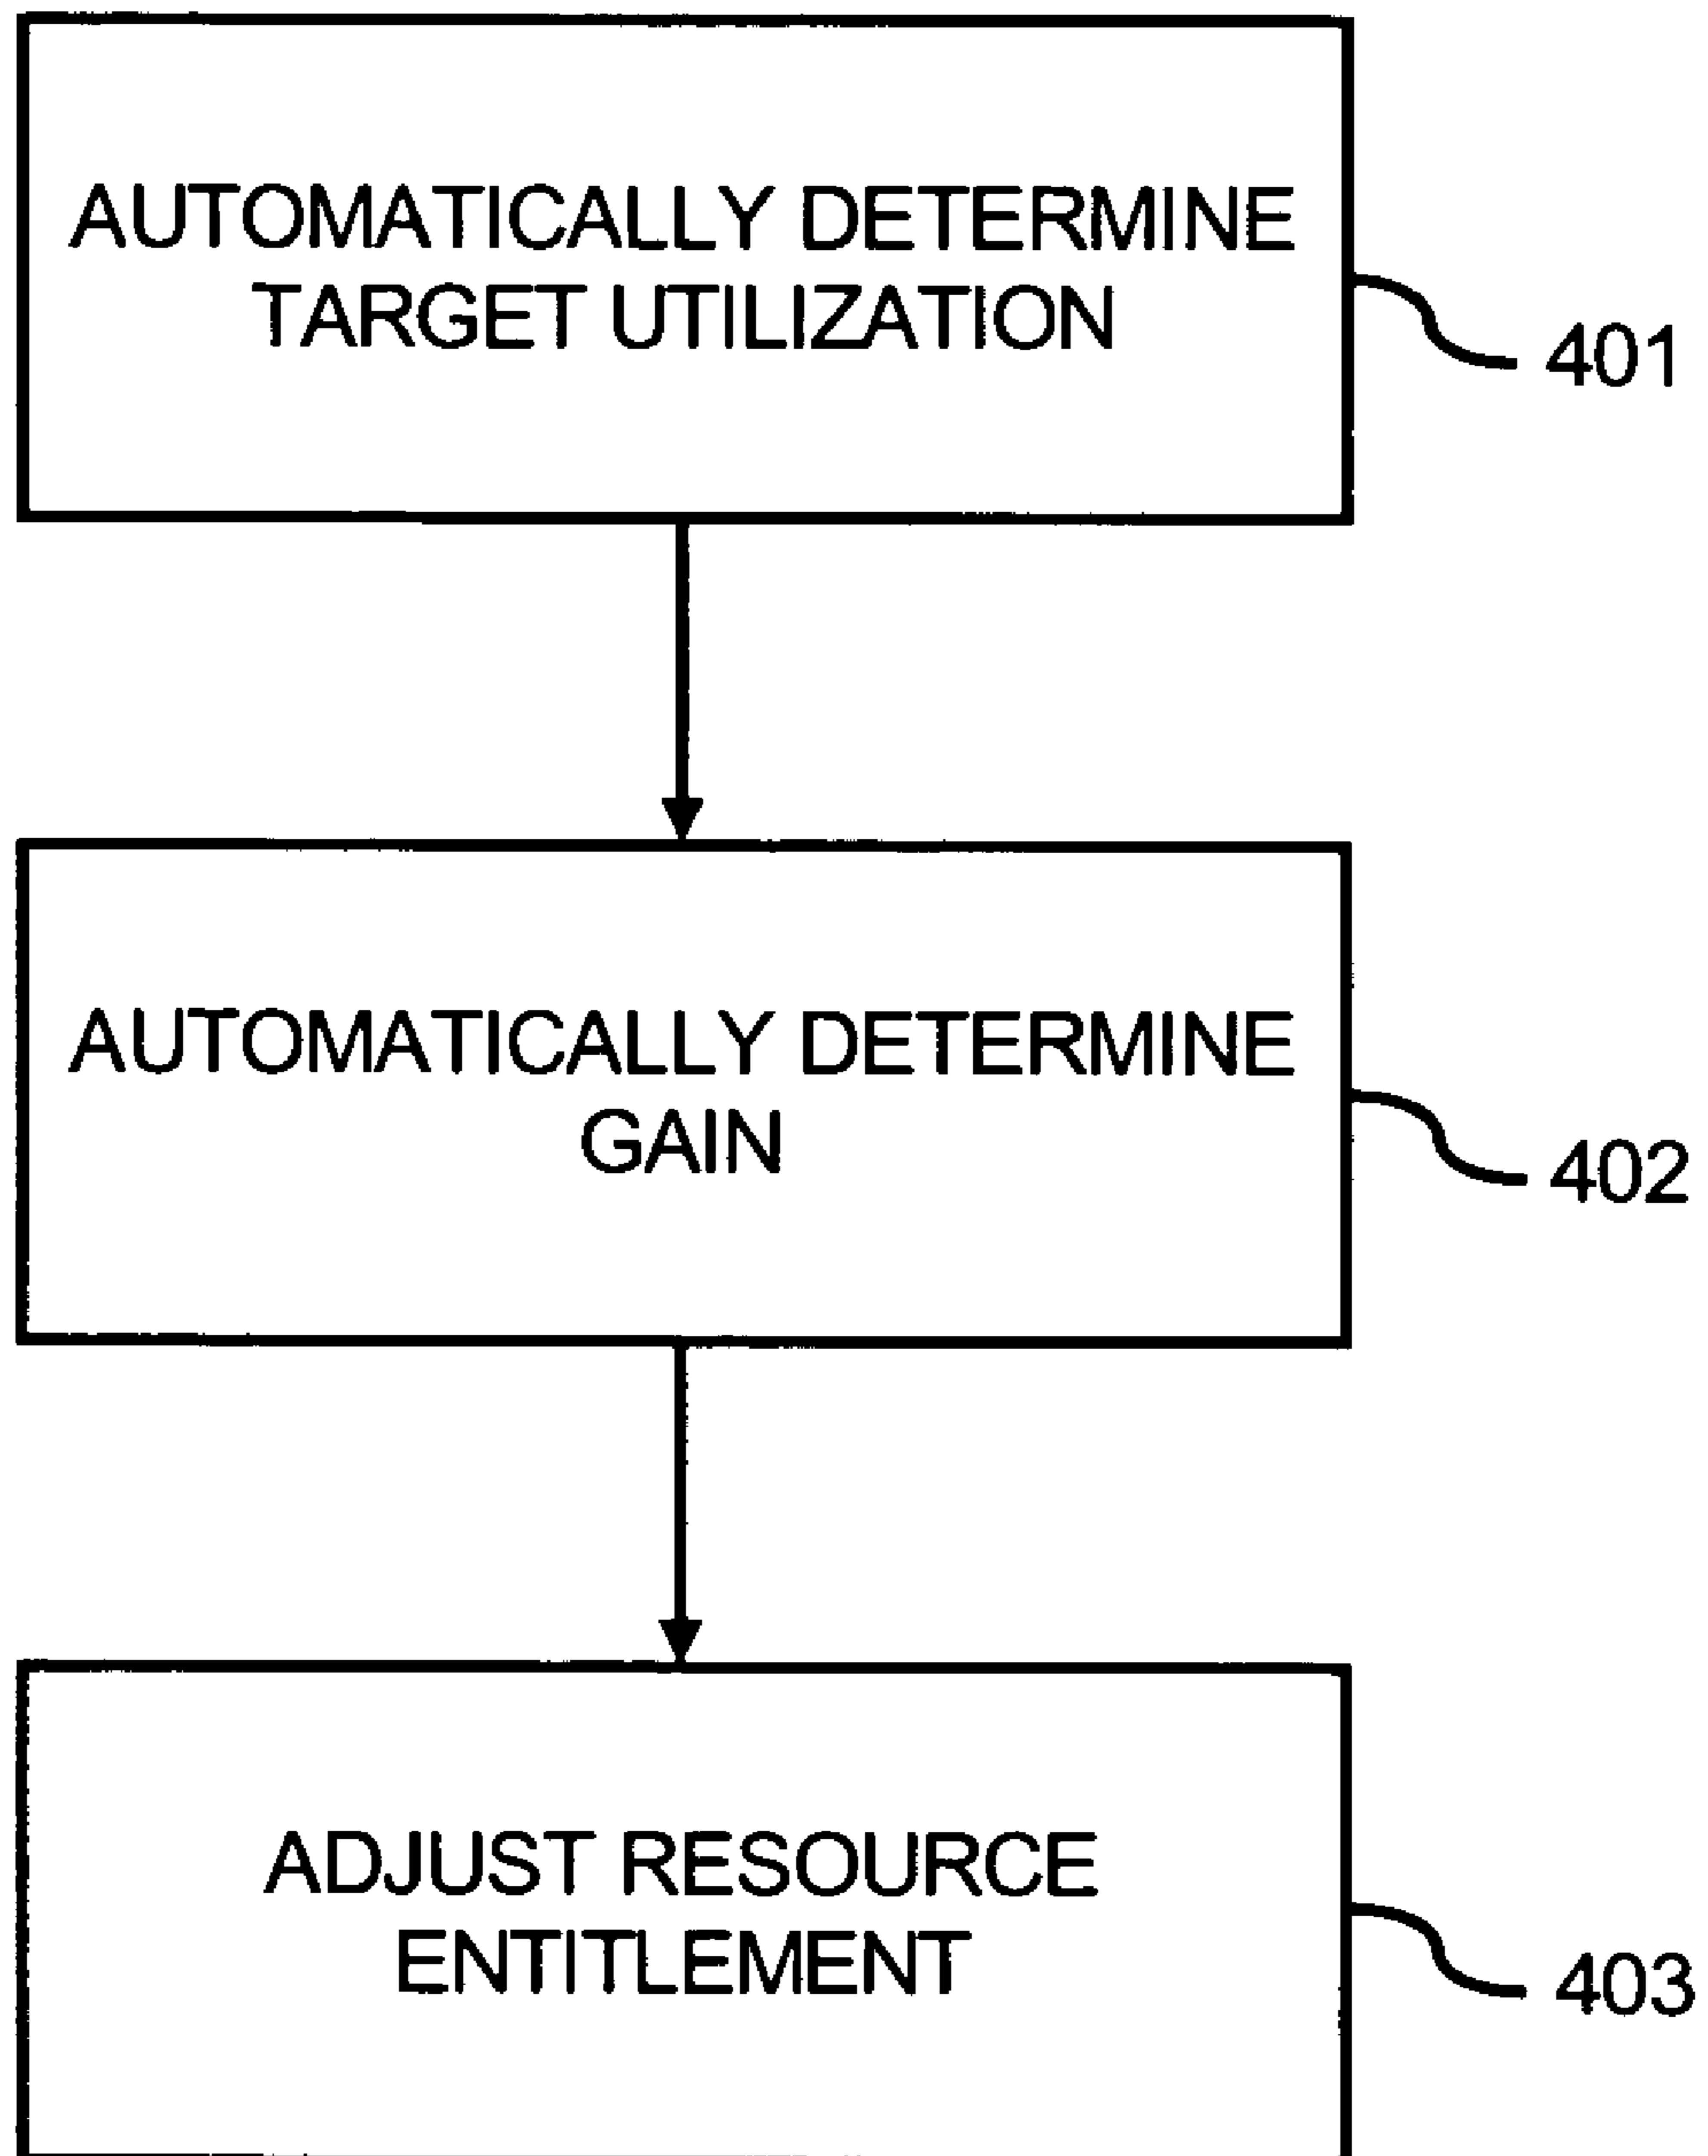 AUTOMATICALLY DETERMINE
TARGET UTILIZATION
401
AUTOMATICALLY DETERMINE
GAIN
402
ADJUST RESOURCE
ENTITLEMENT
403